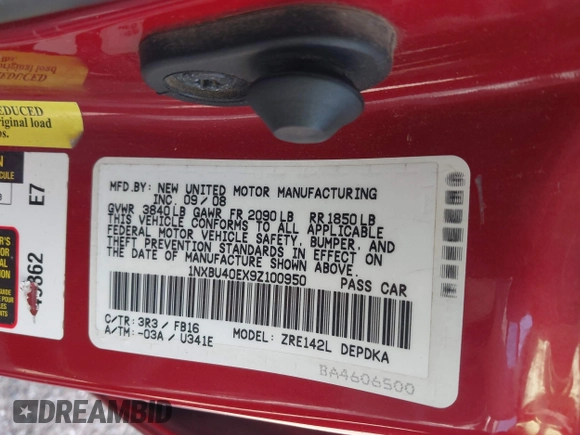 MFD.BY: NEW UNITED MOTOR MANUFACTURING
INC. 09/08
GVWR 3840LB GAWR FR 2090LB RR 1850LB
THIS VEHICLE CONFORMS TO ALL APPLICABLE
FEDERAL MOTOR VEHICLE SAFETY, BUMPER, AND
THEFT PREVENTION STANDARDS IN EFFECT ON
THE DATE OF MANUFACTURE SHOWN ABOVE.
1NXBU40EX9Z100950 PASS CAR
C/TR: 3R3 / FB16 MODEL: ZRE142L DEPDKA
A/TM: -03A / U341E
BA4606500
REDUCED
original load
E7
DREAMBID